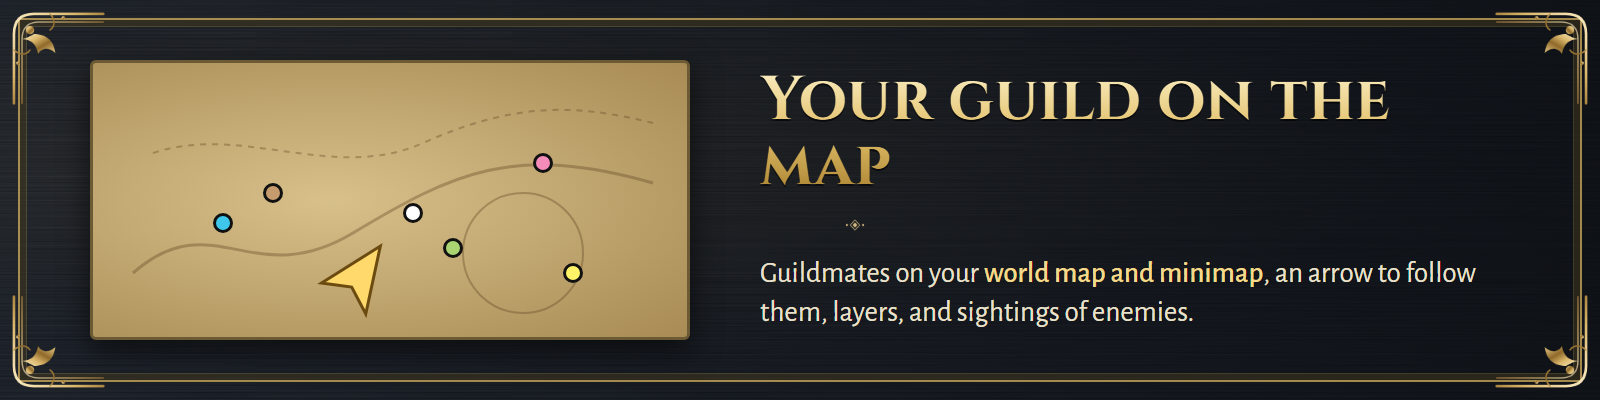 Your guild on the
map
Guildmates on your world map and minimap, an arrow to follow
them, layers, and sightings of enemies.